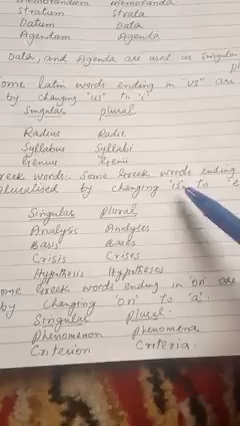 Memorandum Memoranda
Stratum Strata
Datum Data
Agendum Agenda
Data, and Agenda are used as Singular
Some latin words ending in "us" are
by changing "us" to "i"
Singular plural
Radius Radii
Syllabus Syllabi
Genius Genii
Greek words:- Some Greek words ending
pluralised by changing 'is' to 'e
Singular Plural
Analysis Analyses
Basis Bases
Crisis Crises
Hypothesis Hypotheses
Some Greek words ending in 'on' are
by changing 'on' to 'a'.
Singular Plural
Phenomenon Phenomena
Criterion Criteria.